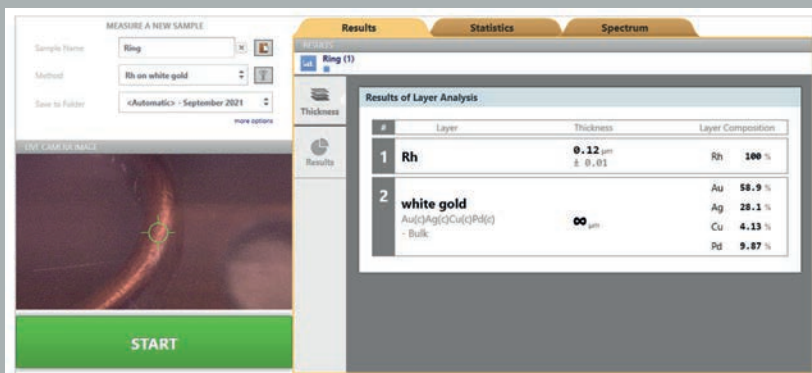 MEASURE A NEW SAMPLE
Sample Name
Ring
Method
Rh on white gold
Save to Folder
<Automatic> - September 2021
more options
LIVE CAMERA IMAGE
START
Results
Statistics
Spectrum
RESULTS
Ring (1)
Thickness
Results
Results of Layer Analysis
# Layer Thickness Layer Composition
1 Rh 0.12 µm Rh 100 %
± 0.01
2 white gold ∞ µm Au 58.9 %
Au(c)Ag(c)Cu(c)Pd(c) Ag 28.1 %
- Bulk Cu 4.13 %
Pd 9.87 %